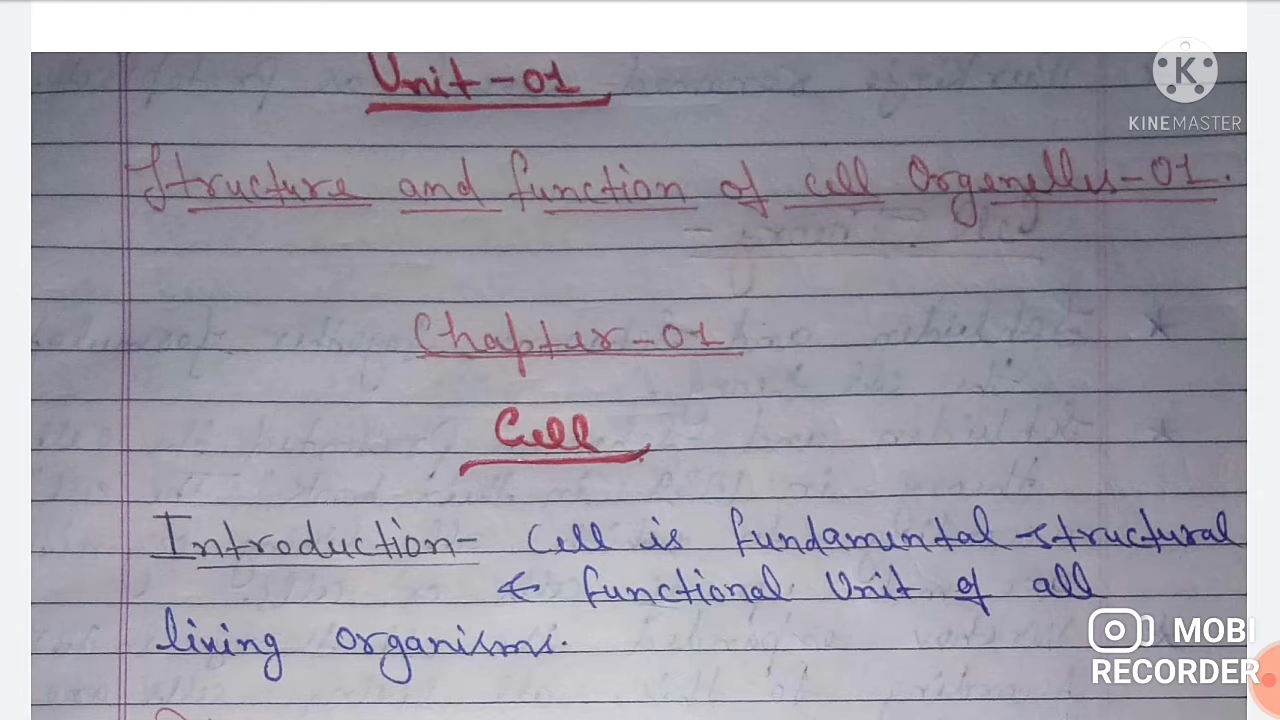 Unit-01
Structure and function of cell Orgenelles-01.
Chapter-01
Cell
Introduction- Cell is fundamental structural
& functional Unit of all
living organisms.
K
KINEMASTER
MOBI
RECORDER